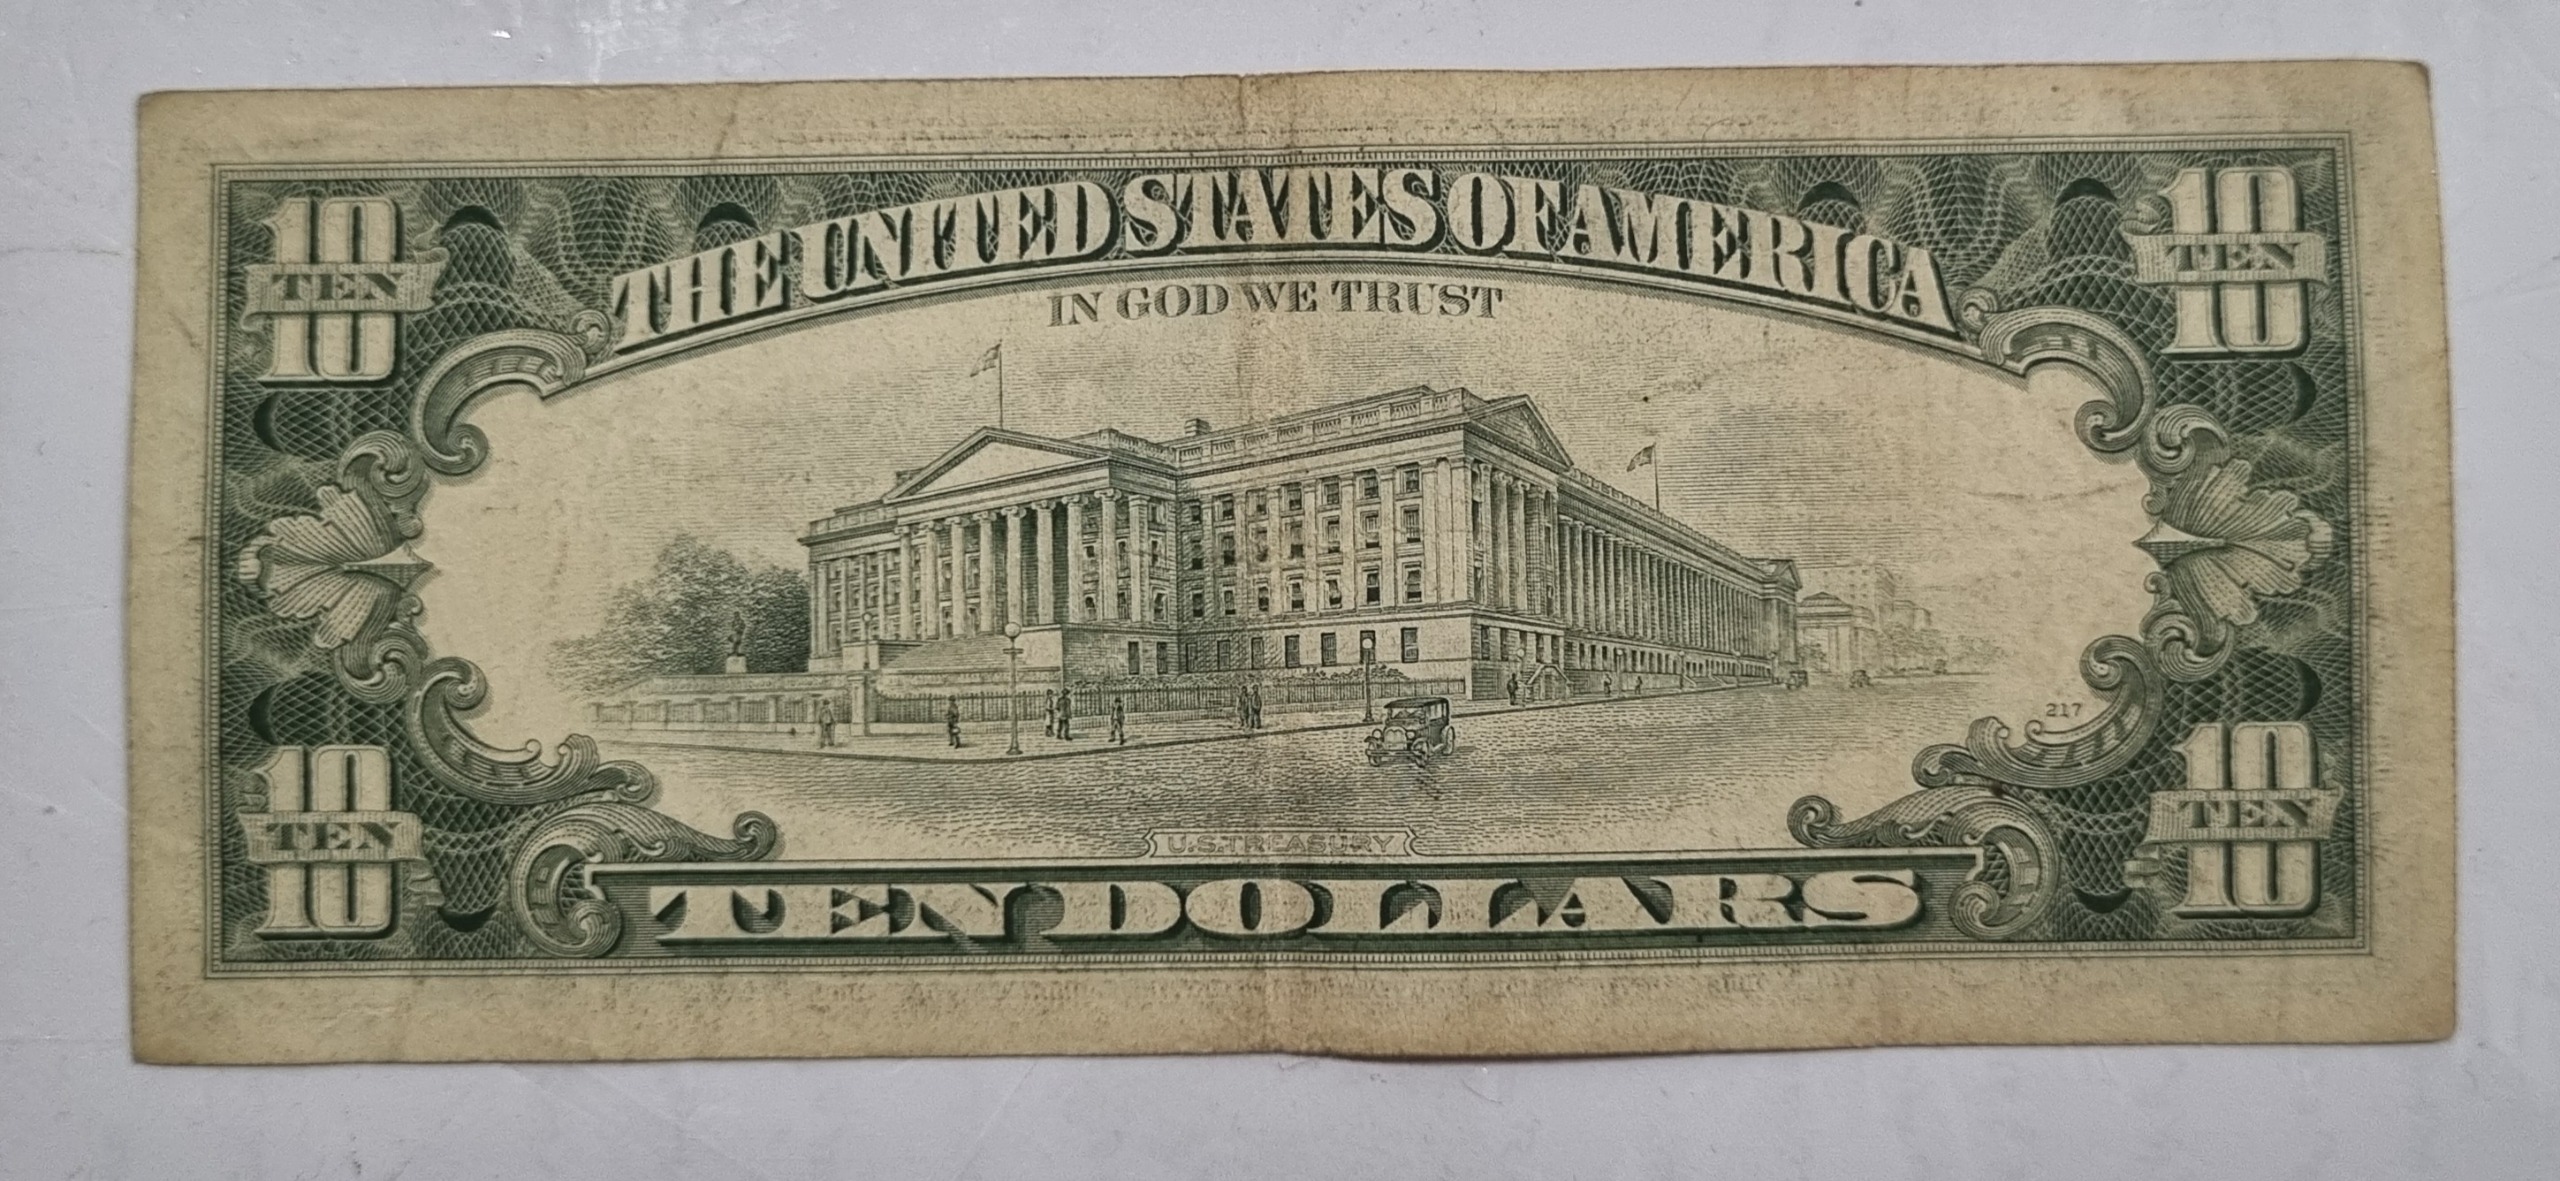 10
TEN
10
THE UNITED STATES OF AMERICA
10
TEN
10
IN GOD WE TRUST
217
10
TEN
10
U.S. TREASURY
10
TEN
10
TEN DOLLARS